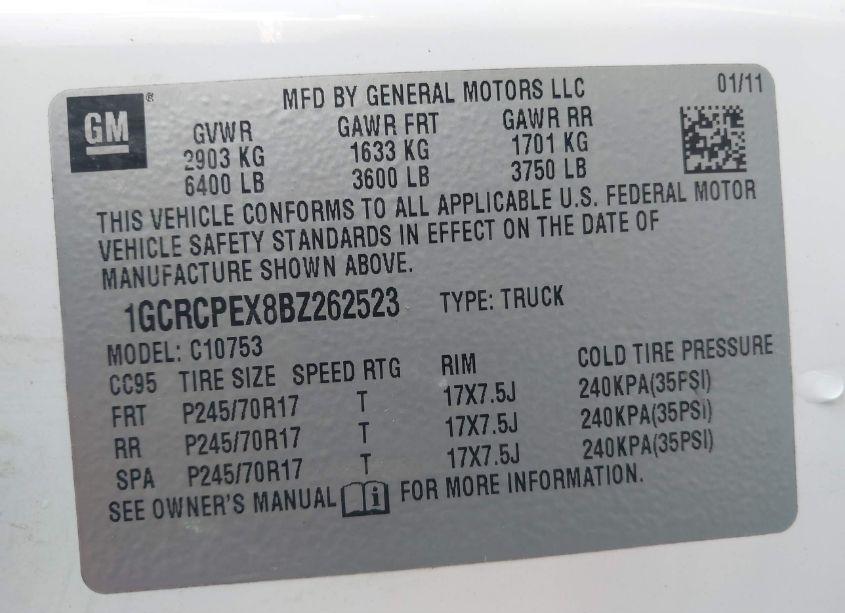 GM ® MFD BY GENERAL MOTORS LLC 01/11
GVWR GAWR FRT GAWR RR
2903 KG 1633 KG 1701 KG
6400 LB 3600 LB 3750 LB
THIS VEHICLE CONFORMS TO ALL APPLICABLE U.S. FEDERAL MOTOR
VEHICLE SAFETY STANDARDS IN EFFECT ON THE DATE OF
MANUFACTURE SHOWN ABOVE.
1GCRCPEX8BZ262523 TYPE: TRUCK
MODEL: C10753
CC95 TIRE SIZE SPEED RTG RIM COLD TIRE PRESSURE
FRT P245/70R17 T 17X7.5J 240KPA(35PSI)
RR P245/70R17 T 17X7.5J 240KPA(35PSI)
SPA P245/70R17 T 17X7.5J 240KPA(35PSI)
SEE OWNER'S MANUAL i FOR MORE INFORMATION.